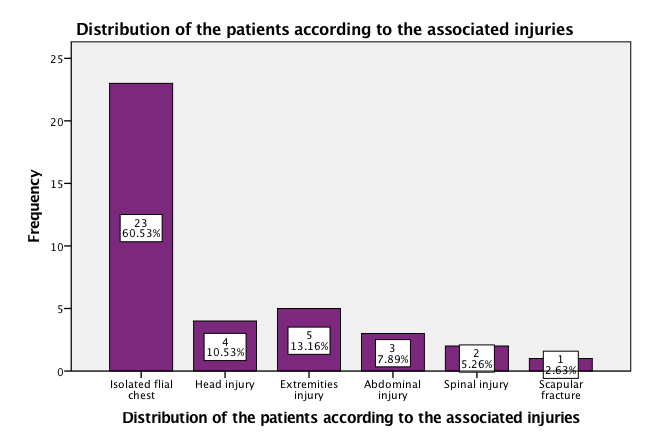 Distribution of the patients according to the associated injuries
Frequency
25
20
15
10
5
0
23
60.53%
4
10.53%
5
13.16%
3
7.89%
2
5.26%
1
2.63%
Isolated flial
chest
Head injury
Extremities
injury
Abdominal
injury
Spinal injury
Scapular
fracture
Distribution of the patients according to the associated injuries